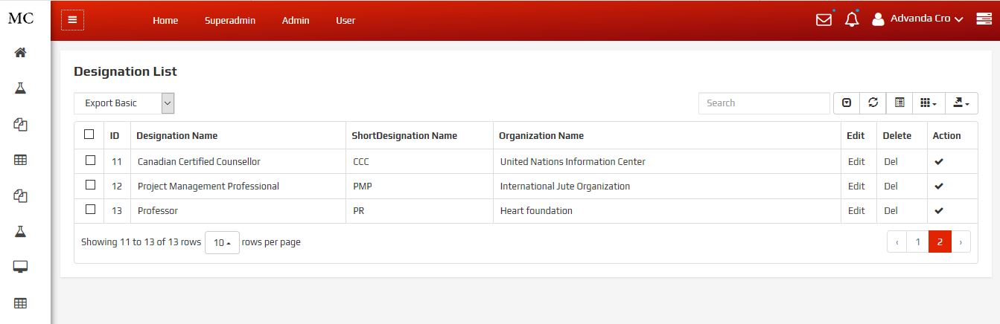 MC
Home Superadmin Admin User Advanda Cro
Designation List
Export Basic Search
ID Designation Name ShortDesignation Name Organization Name Edit Delete Action
11 Canadian Certified Counsellor CCC United Nations Information Center Edit Del
12 Project Management Professional PMP International Jute Organization Edit Del
13 Professor PR Heart foundation Edit Del
Showing 11 to 13 of 13 rows 10 rows per page ‹ 1 2 ›